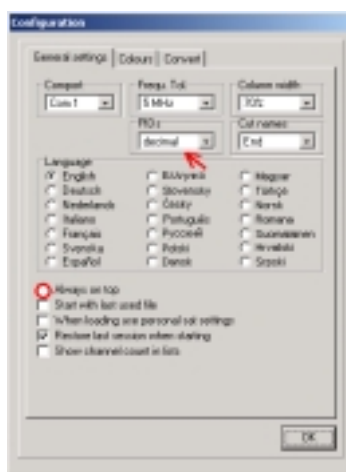 Configuration
General settings Colours Convert
Comport Frequ. Tol. Column width
Com 1 5 MHz 70%
PIDs Cut names
decimal End
Language
English Ελληνικά Magyar
Deutsch Slovensky Türkçe
Nederlands Česky Norsk
Italiano Português Romana
Français Русский Suomalainen
Svenska Polski Hrvatski
Español Dansk Srpski
Always on top
Start with last used file
When loading use personal sat settings
Restore last session when starting
Show channel count in lists
OK